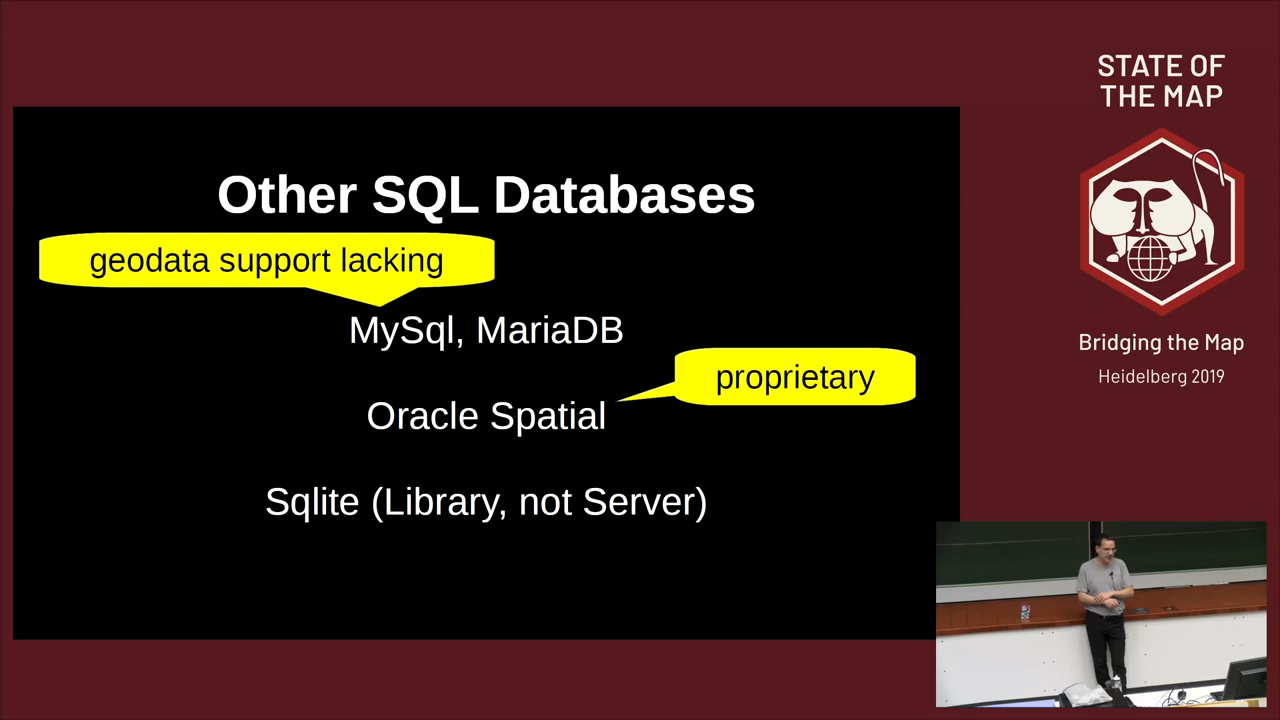 STATE OF
THE MAP
Other SQL Databases
geodata support lacking
MySql, MariaDB
proprietary
Oracle Spatial
Sqlite (Library, not Server)
Bridging the Map
Heidelberg 2019